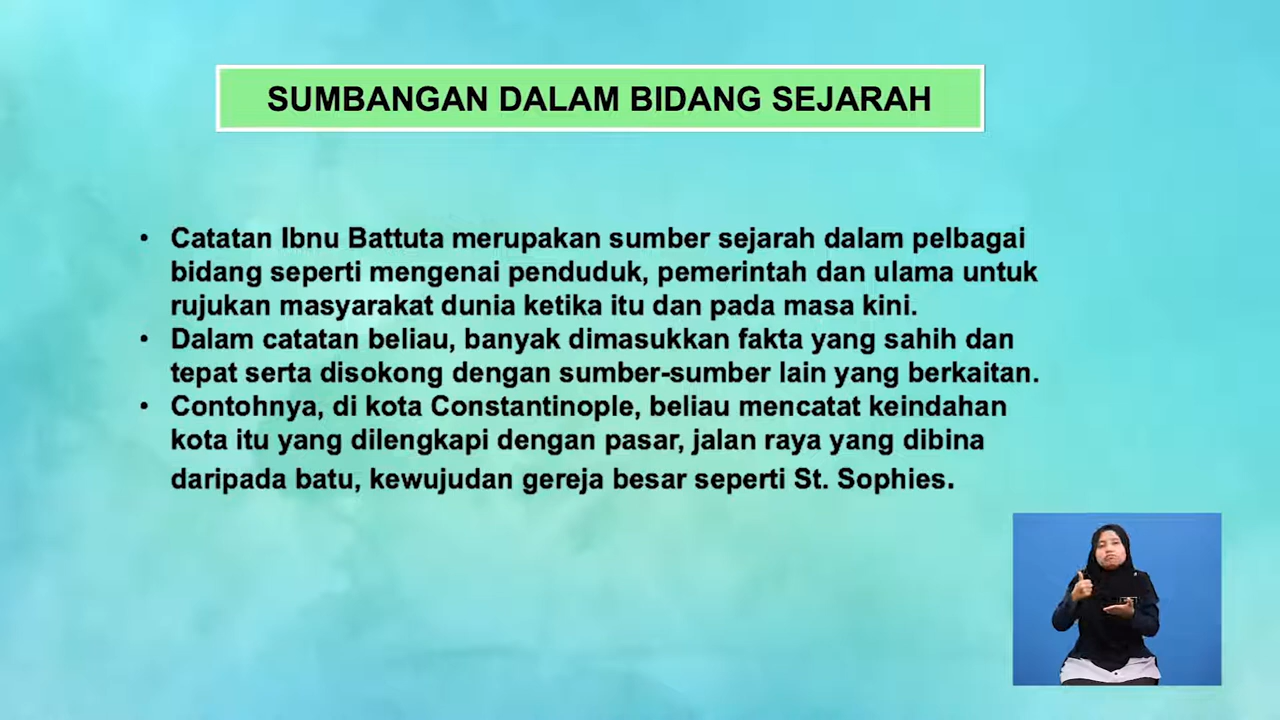 SUMBANGAN DALAM BIDANG SEJARAH
• Catatan Ibnu Battuta merupakan sumber sejarah dalam pelbagai
bidang seperti mengenai penduduk, pemerintah dan ulama untuk
rujukan masyarakat dunia ketika itu dan pada masa kini.
• Dalam catatan beliau, banyak dimasukkan fakta yang sahih dan
tepat serta disokong dengan sumber-sumber lain yang berkaitan.
• Contohnya, di kota Constantinople, beliau mencatat keindahan
kota itu yang dilengkapi dengan pasar, jalan raya yang dibina
daripada batu, kewujudan gereja besar seperti St. Sophies.